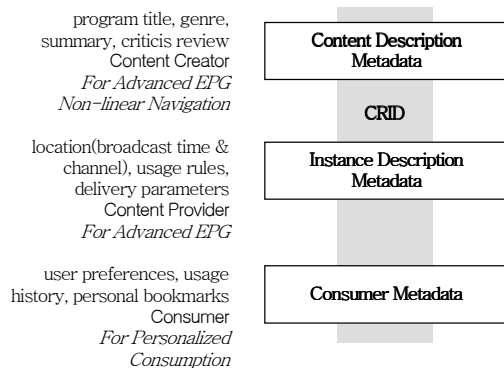 program title, genre,
summary, criticis review
Content Creator
For Advanced EPG
Non-linear Navigation
Content Description
Metadata
CRID
location(broadcast time &
channel), usage rules,
delivery parameters
Content Provider
For Advanced EPG
Instance Description
Metadata
user preferences, usage
history, personal bookmarks
Consumer
For Personalized
Consumption
Consumer Metadata